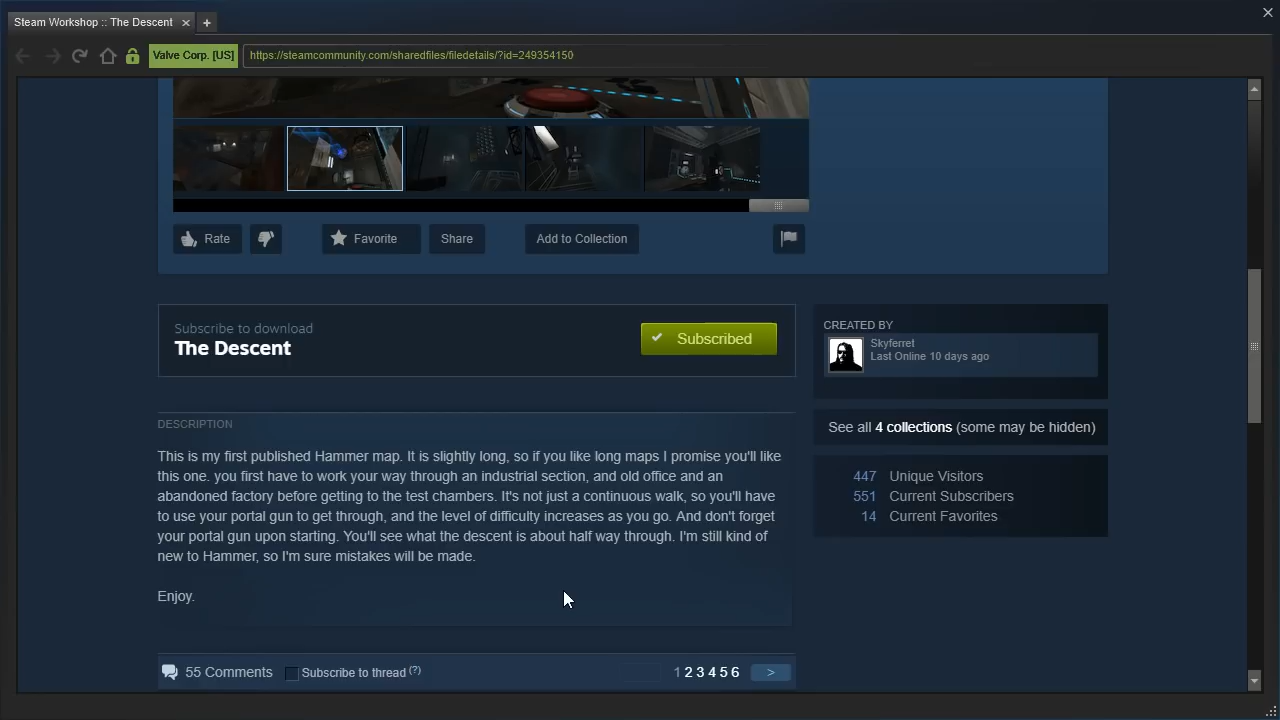 Steam Workshop :: The Descent
Valve Corp. [US]
https://steamcommunity.com/sharedfiles/filedetails/?id=249354150
Rate
Favorite
Share
Add to Collection
Subscribe to download
The Descent
Subscribed
CREATED BY
Skyferret
Last Online 10 days ago
See all 4 collections (some may be hidden)
447 Unique Visitors
551 Current Subscribers
14 Current Favorites
DESCRIPTION
This is my first published Hammer map. It is slightly long, so if you like long maps I promise you'll like
this one. you first have to work your way through an industrial section, and old office and an
abandoned factory before getting to the test chambers. It's not just a continuous walk, so you'll have
to use your portal gun to get through, and the level of difficulty increases as you go. And don't forget
your portal gun upon starting. You'll see what the descent is about half way through. I'm still kind of
new to Hammer, so I'm sure mistakes will be made.
Enjoy.
55 Comments
Subscribe to thread (?)
1 2 3 4 5 6 >